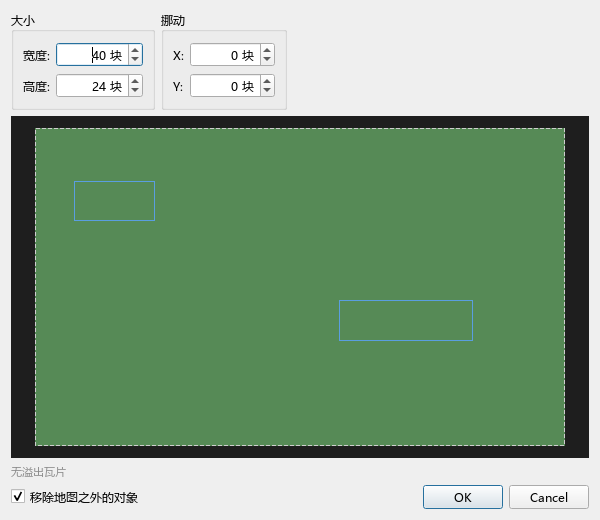 大小
挪动
宽度: 40 块
X: 0 块
高度: 24 块
Y: 0 块
无溢出瓦片
移除地图之外的对象
OK
Cancel